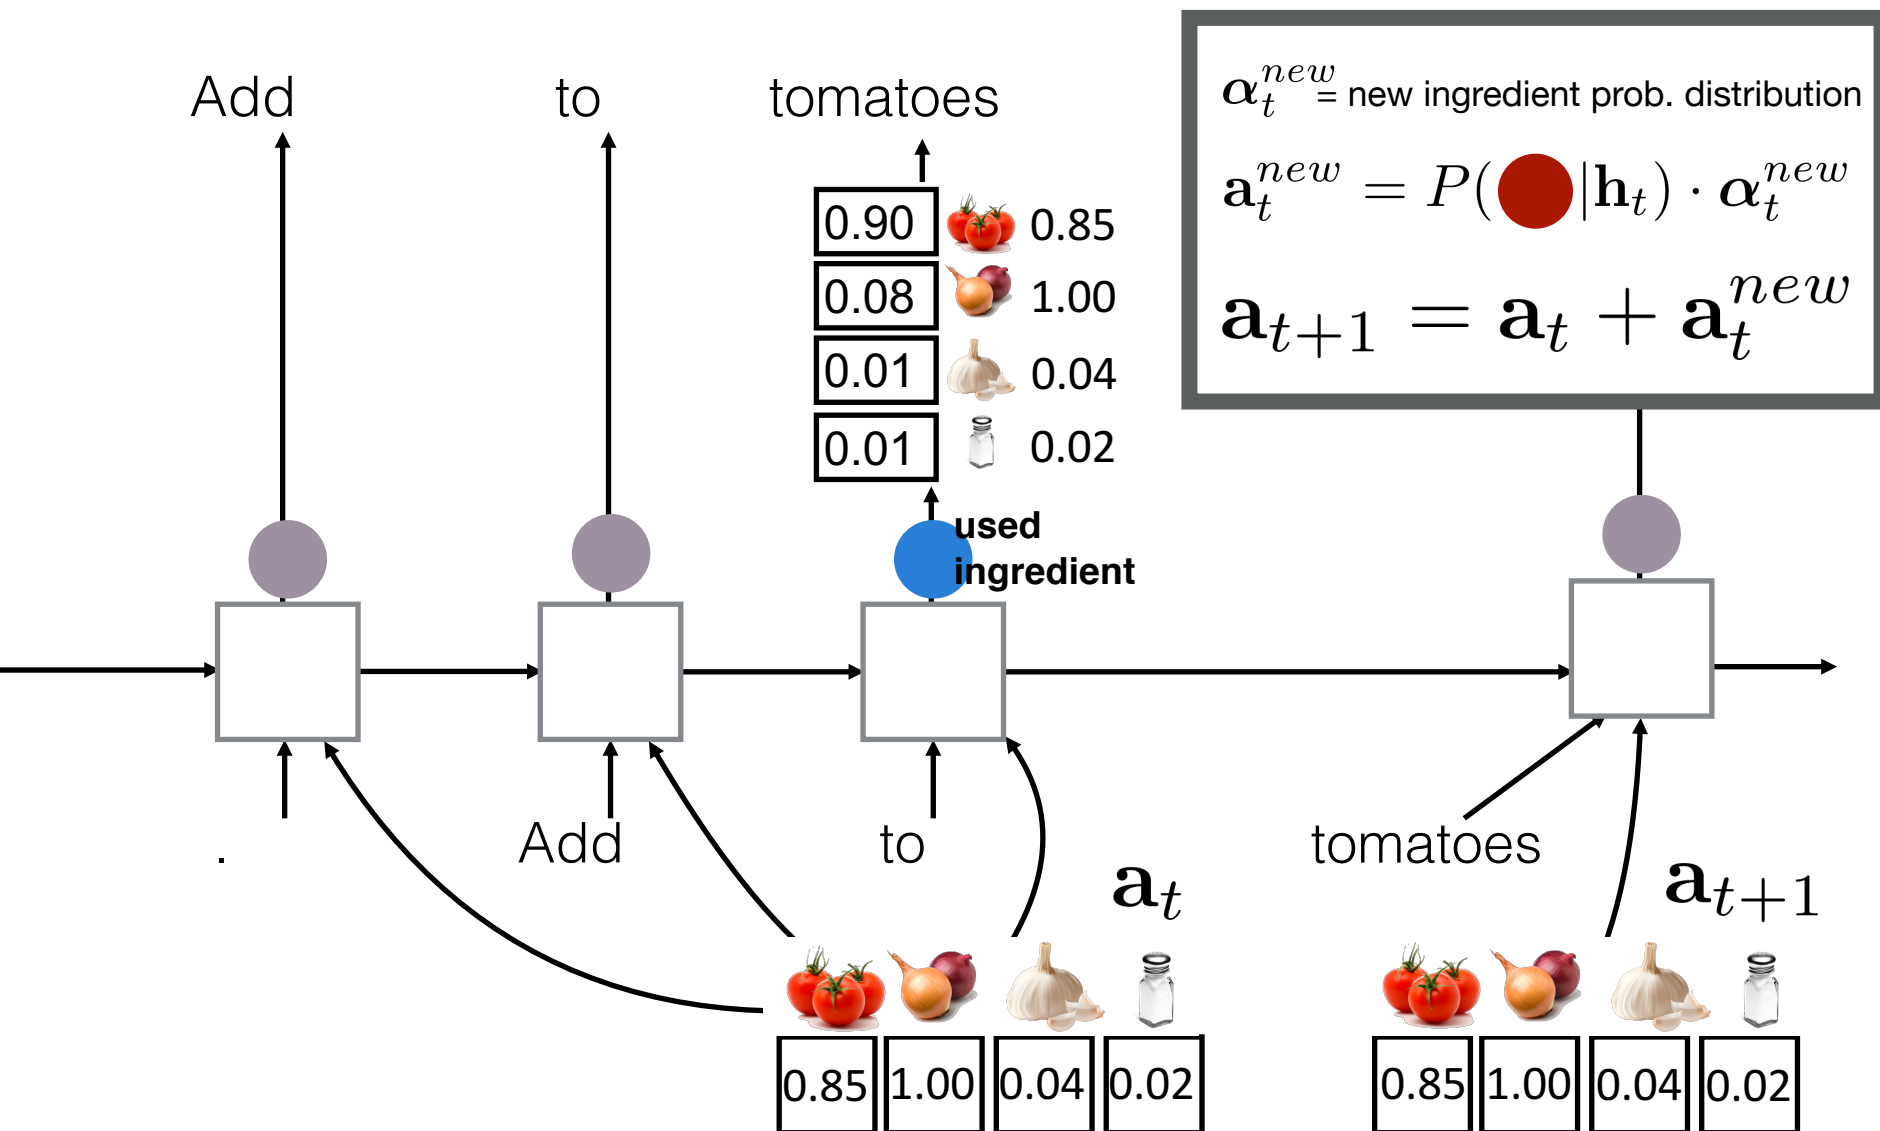 Add to tomatoes
0.90 0.85
0.08 1.00
0.01 0.04
0.01 0.02
used
ingredient
α_t^{new} = new ingredient prob. distribution
a_t^{new} = P( |h_t) · α_t^{new}
a_{t+1} = a_t + a_t^{new}
. Add to tomatoes
a_t
a_{t+1}
0.85 1.00 0.04 0.02
0.85 1.00 0.04 0.02